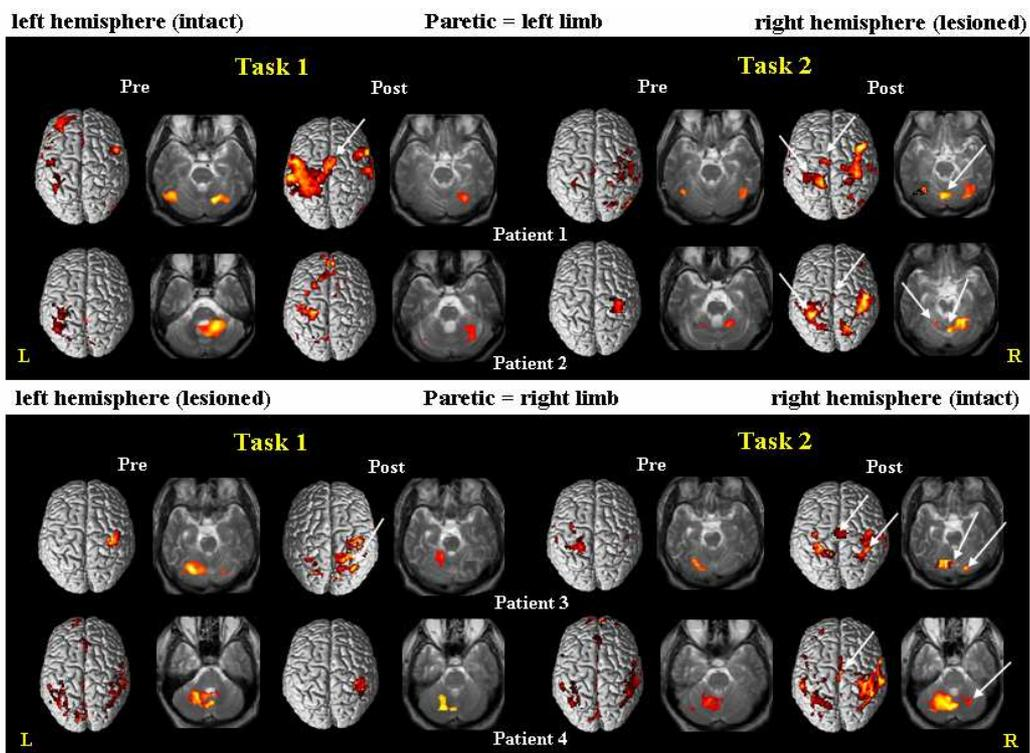 left hemisphere (intact) Paretic = left limb right hemisphere (lesioned)
Task 1 Task 2
Pre Post Pre Post
Patient 1
L R
Patient 2
left hemisphere (lesioned) Paretic = right limb right hemisphere (intact)
Task 1 Task 2
Pre Post Pre Post
Patient 3
L R
Patient 4